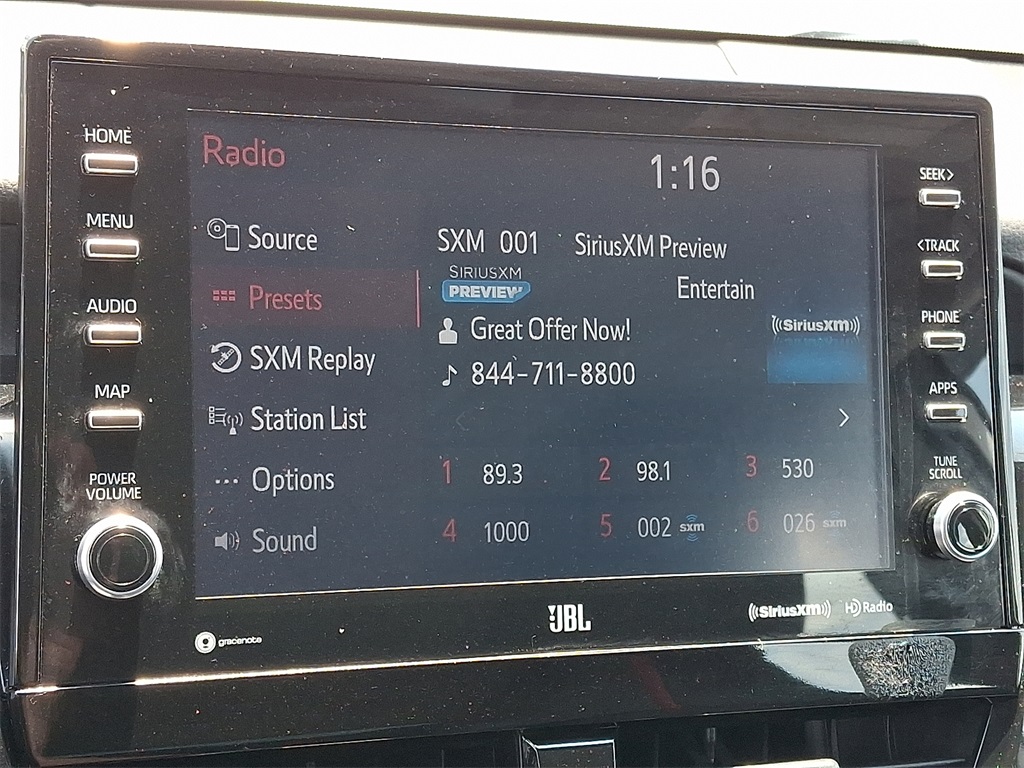 HOME
MENU
AUDIO
MAP
POWER
VOLUME
Radio
1:16
Source
Presets
SXM Replay
Station List
Options
Sound
SXM 001 SiriusXM Preview
SIRIUSXM
PREVIEW
Entertain
Great Offer Now!
844-711-8800
SiriusXM
1 89.3 2 98.1 3 530
4 1000 5 002 sxm 6 026 sxm
SEEK>
<TRACK
PHONE
APPS
TUNE
SCROLL
gracenote
JBL
SiriusXM
HD Radio